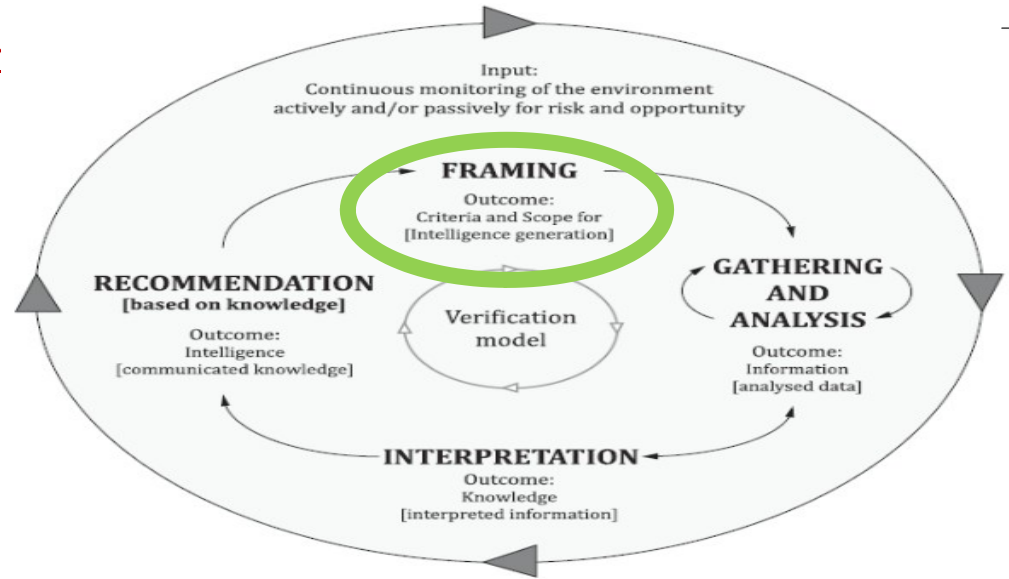 Input:
Continuous monitoring of the environment
actively and/or passively for risk and opportunity
FRAMING
Outcome:
Criteria and Scope for
[Intelligence generation]
RECOMMENDATION
[based on knowledge]
Outcome:
Intelligence
[communicated knowledge]
Verification
model
GATHERING
AND
ANALYSIS
Outcome:
Information
[analysed data]
INTERPRETATION
Outcome:
Knowledge
[interpreted information]